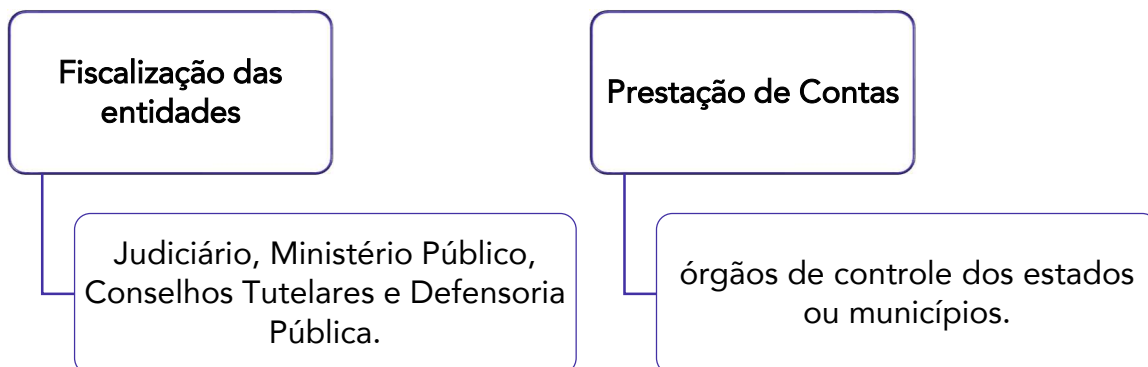 Fiscalização das
entidades
Judiciário, Ministério Público,
Conselhos Tutelares e Defensoria
Pública.
Prestação de Contas
órgãos de controle dos estados
ou municípios.